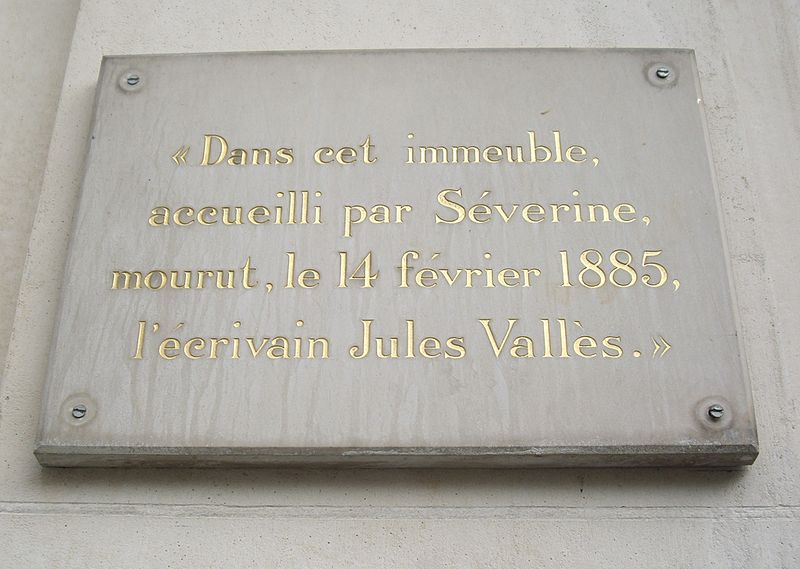 « Dans cet immeuble,
accueilli par Séverine,
mourut, le 14 février 1885,
l'écrivain Jules Vallès. »